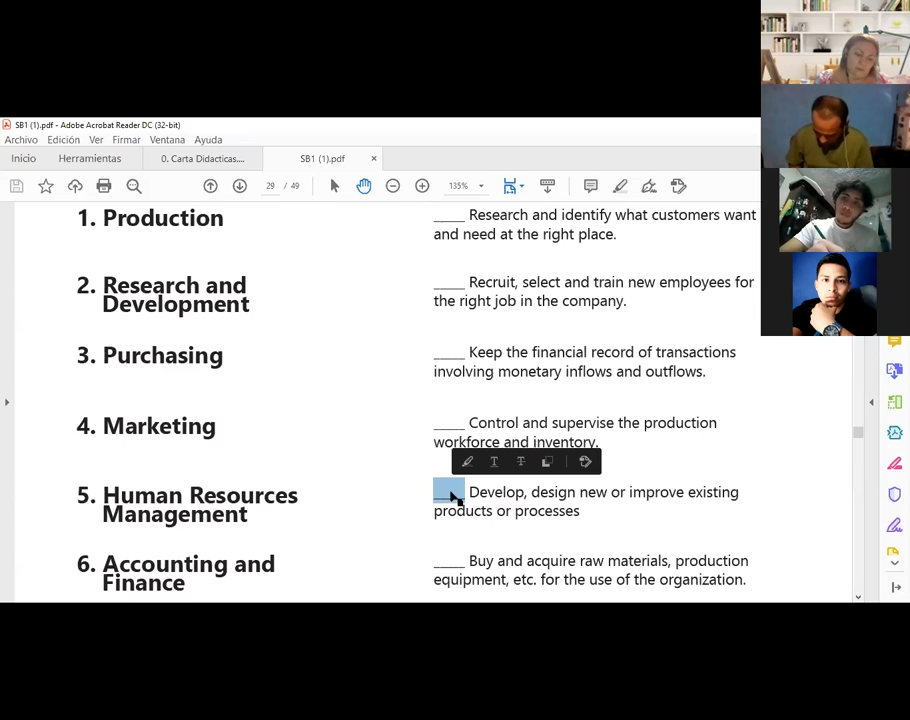 SB1 (1).pdf - Adobe Acrobat Reader DC (32-bit)
Archivo Edición Ver Firmar Ventana Ayuda
Inicio Herramientas 0. Carta Didacticas.... SB1 (1).pdf ×
29 / 49 135%
1. Production
_____ Research and identify what customers want
and need at the right place.
2. Research and
Development
_____ Recruit, select and train new employees for
the right job in the company.
3. Purchasing
_____ Keep the financial record of transactions
involving monetary inflows and outflows.
4. Marketing
_____ Control and supervise the production
workforce and inventory.
5. Human Resources
Management
_____ Develop, design new or improve existing
products or processes
6. Accounting and
Finance
_____ Buy and acquire raw materials, production
equipment, etc. for the use of the organization.